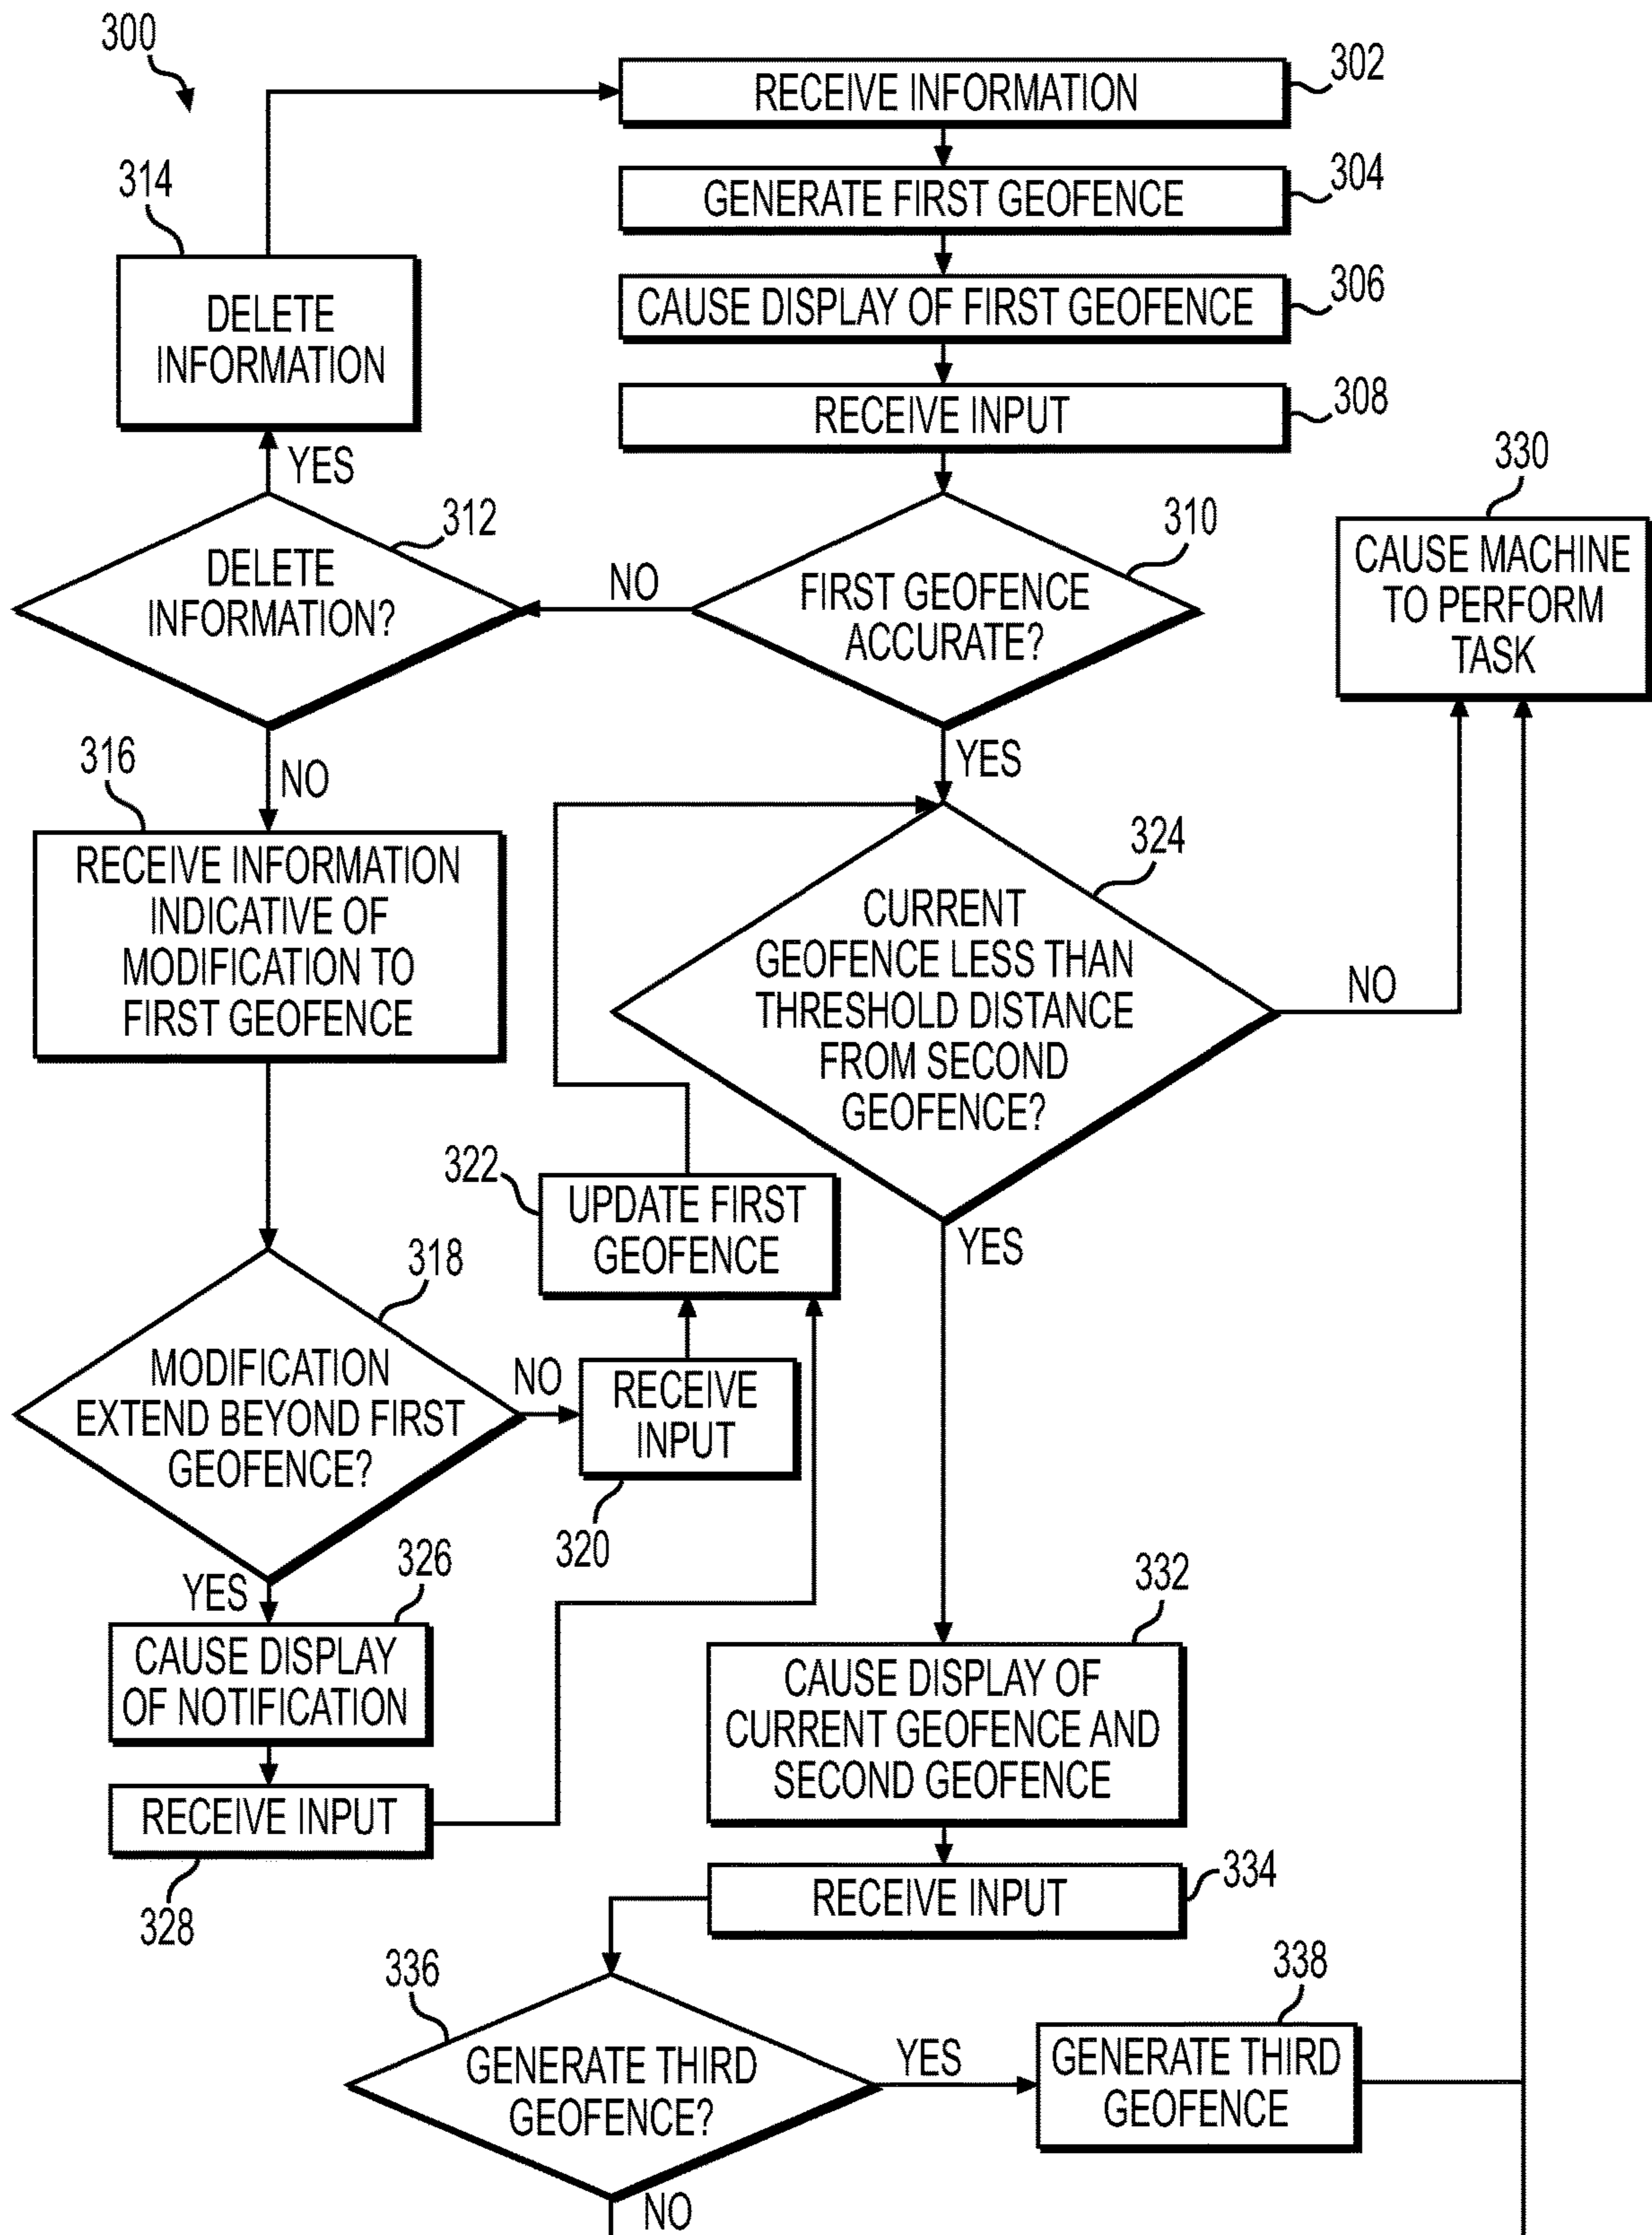 300
RECEIVE INFORMATION
302
GENERATE FIRST GEOFENCE
304
CAUSE DISPLAY OF FIRST GEOFENCE
306
RECEIVE INPUT
308
314
DELETE
INFORMATION
YES
312
DELETE
INFORMATION?
NO
310
FIRST GEOFENCE
ACCURATE?
330
CAUSE MACHINE
TO PERFORM
TASK
NO
YES
316
RECEIVE INFORMATION
INDICATIVE OF
MODIFICATION TO
FIRST GEOFENCE
324
CURRENT
GEOFENCE LESS THAN
THRESHOLD DISTANCE
FROM SECOND
GEOFENCE?
NO
YES
322
UPDATE FIRST
GEOFENCE
318
MODIFICATION
EXTEND BEYOND FIRST
GEOFENCE?
NO
RECEIVE
INPUT
320
YES
326
CAUSE DISPLAY
OF NOTIFICATION
RECEIVE INPUT
328
332
CAUSE DISPLAY OF
CURRENT GEOFENCE AND
SECOND GEOFENCE
RECEIVE INPUT
334
336
GENERATE THIRD
GEOFENCE?
YES
338
GENERATE THIRD
GEOFENCE
NO